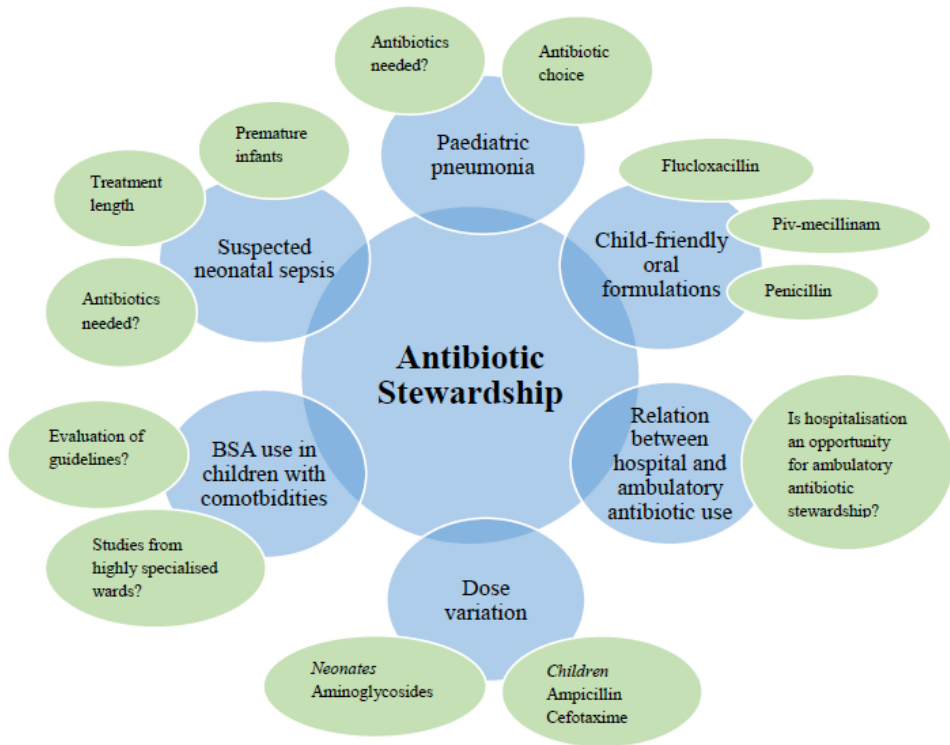 Antibiotics
needed?
Antibiotic
choice
Paediatric
pneumonia
Premature
infants
Treatment
length
Suspected
neonatal sepsis
Antibiotics
needed?
Flucloxacillin
Piv-mecillinam
Child-friendly
oral
formulations
Penicillin
Antibiotic
Stewardship
Evaluation of
guidelines?
BSA use in
children with
comotbidities
Studies from
highly specialised
wards?
Relation
between
hospital and
ambulatory
antibiotic use
Is hospitalisation
an opportunity
for ambulatory
antibiotic
stewardship?
Dose
variation
Neonates
Aminoglycosides
Children
Ampicillin
Cefotaxime